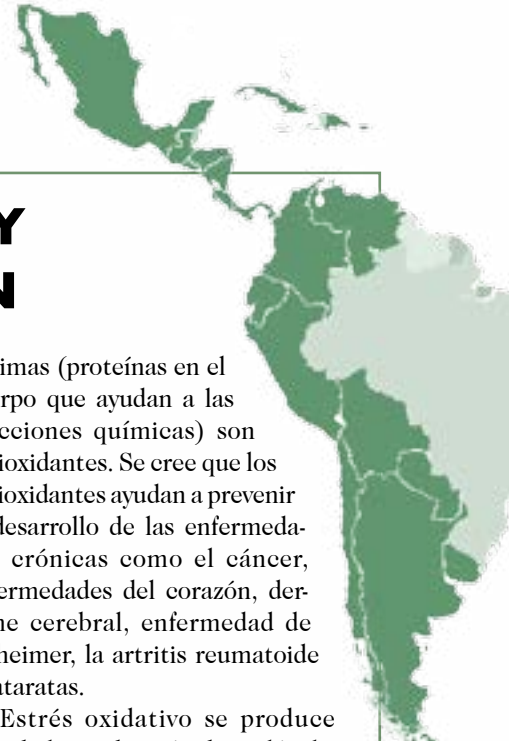 Y
N
imas (proteínas en el
rpo que ayudan a las
cciones químicas) son
ioxidantes. Se cree que los
ioxidantes ayudan a prevenir
desarrollo de las enfermeda-
crónicas como el cáncer,
ermedades del corazón, der-
me cerebral, enfermedad de
heimer, la artritis reumatoide
ataratas.
Estrés oxidativo se produce